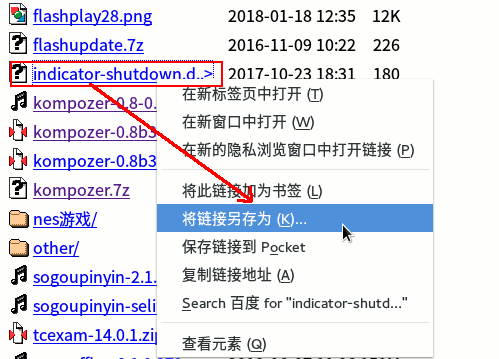 flashplay28.png 2018-01-18 12:35 12K
flashupdate.7z 2016-11-09 10:22 226
indicator-shutdown.d..> 2017-10-23 18:31 180
kompozer-0.8-0.
kompozer-0.8b3
kompozer-0.8b3
kompozer.7z
nes游戏/
other/
sogoupinyin-2.1.
sogoupinyin-seli
tcexam-14.0.1.zip
在新标签页中打开 (T)
在新窗口中打开 (W)
在新的隐私浏览窗口中打开链接 (P)
将此链接加为书签 (L)
将链接另存为 (K)...
保存链接到 Pocket
复制链接地址 (A)
Search 百度 for "indicator-shutd..."
查看元素 (Q)